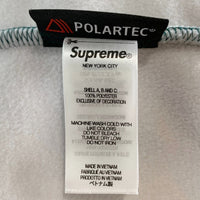 POLARTEC®
Supreme®
NEW YORK CITY
SHELL A, B AND C:
100% POLYESTER
EXCLUSIVE OF DECORATION
MACHINE WASH COLD WITH
LIKE COLORS
DO NOT BLEACH
TUMBLE DRY LOW
DO NOT IRON
MADE IN VIETNAM
FABRIQUÉ AU VIETNAM
PRODUCTO EN VIETNAM
ベトナム製